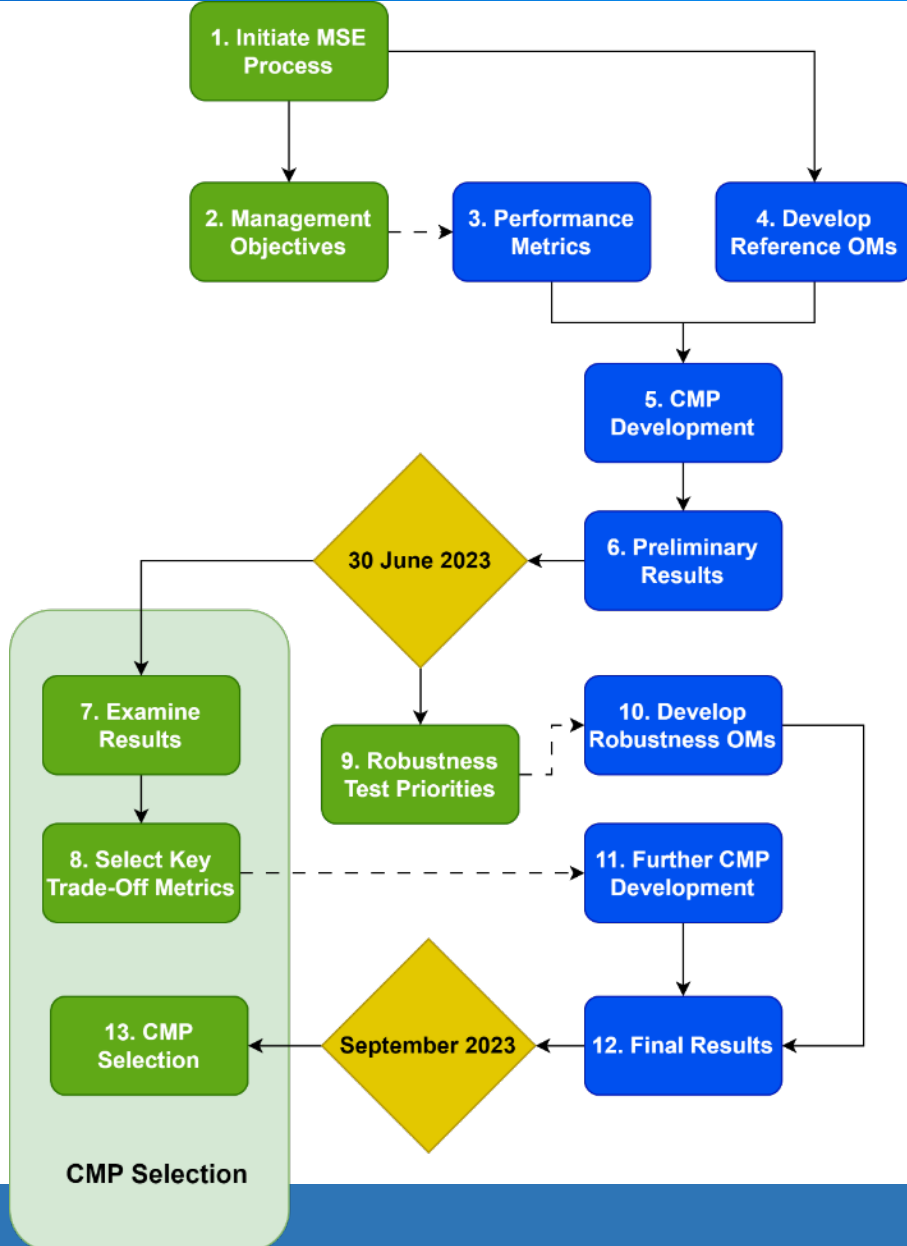 1. Initiate MSE
Process
2. Management
Objectives
3. Performance
Metrics
4. Develop
Reference OMs
5. CMP
Development
6. Preliminary
Results
30 June 2023
7. Examine
Results
8. Select Key
Trade-Off Metrics
9. Robustness
Test Priorities
10. Develop
Robustness OMs
11. Further CMP
Development
12. Final Results
September 2023
13. CMP
Selection
CMP Selection